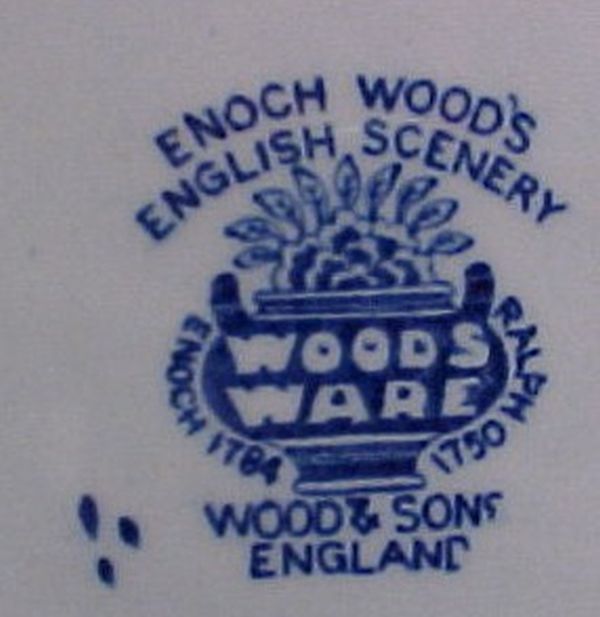 ENOCH WOOD'S
ENGLISH SCENERY
WOODS
WARE
ENOCH 1784
RALPH 1750
WOOD & SONS
ENGLAND